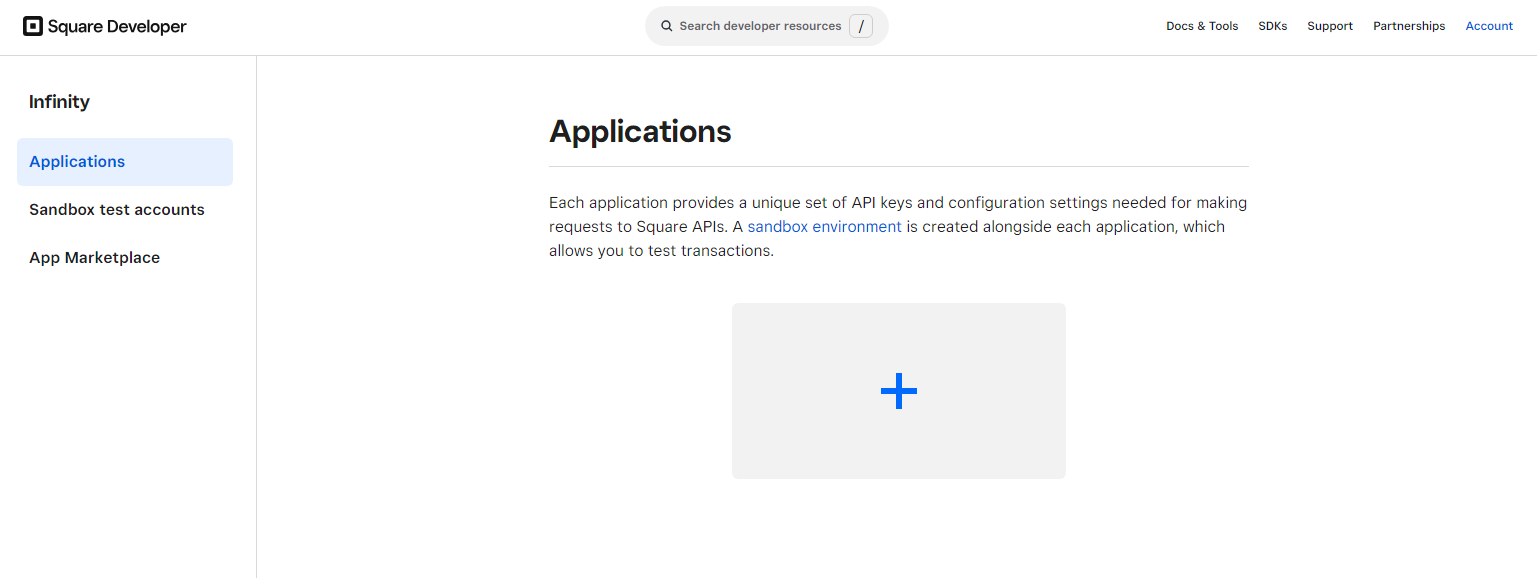 Square Developer
Search developer resources /
Docs & Tools
SDKs
Support
Partnerships
Account
Infinity
Applications
Sandbox test accounts
App Marketplace
Applications
Each application provides a unique set of API keys and configuration settings needed for making
requests to Square APIs. A sandbox environment is created alongside each application, which
allows you to test transactions.